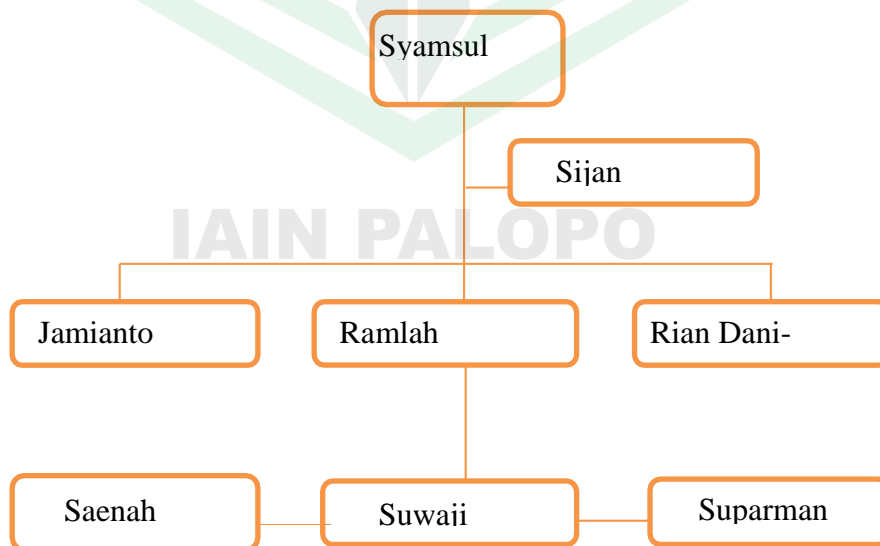 Syamsul
Sijan
IAIN PALOPO
Jamianto
Ramlah
Rian Dani-
Saenah
Suwaji
Suparman